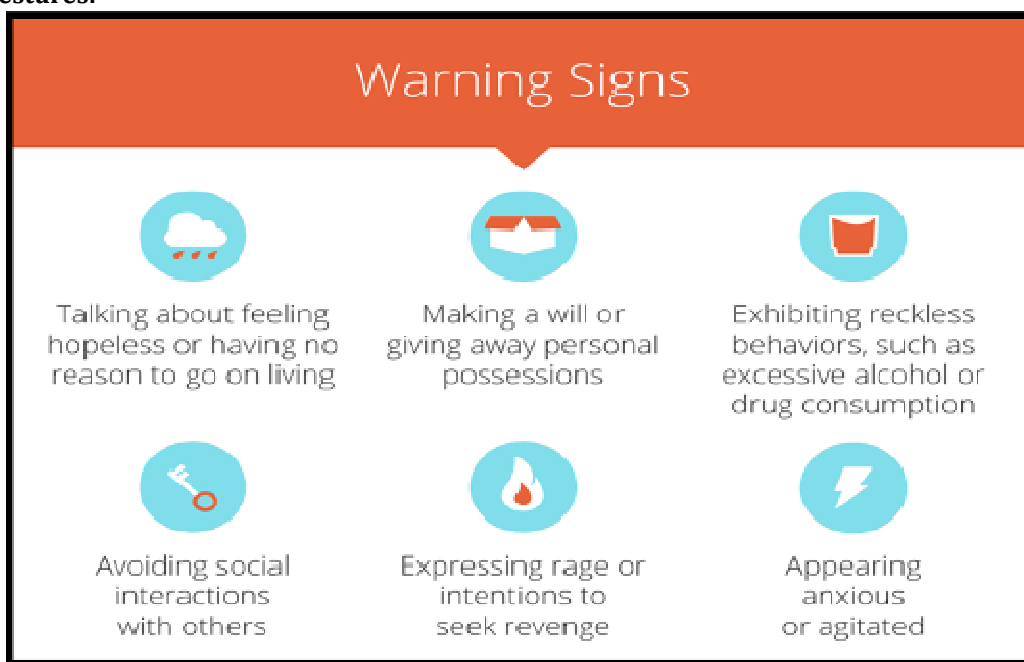 Warning Signs
Talking about feeling
hopeless or having no
reason to go on living
Making a will or
giving away personal
possessions
Exhibiting reckless
behaviors, such as
excessive alcohol or
drug consumption
Avoiding social
interactions
with others
Expressing rage or
intentions to
seek revenge
Appearing
anxious
or agitated